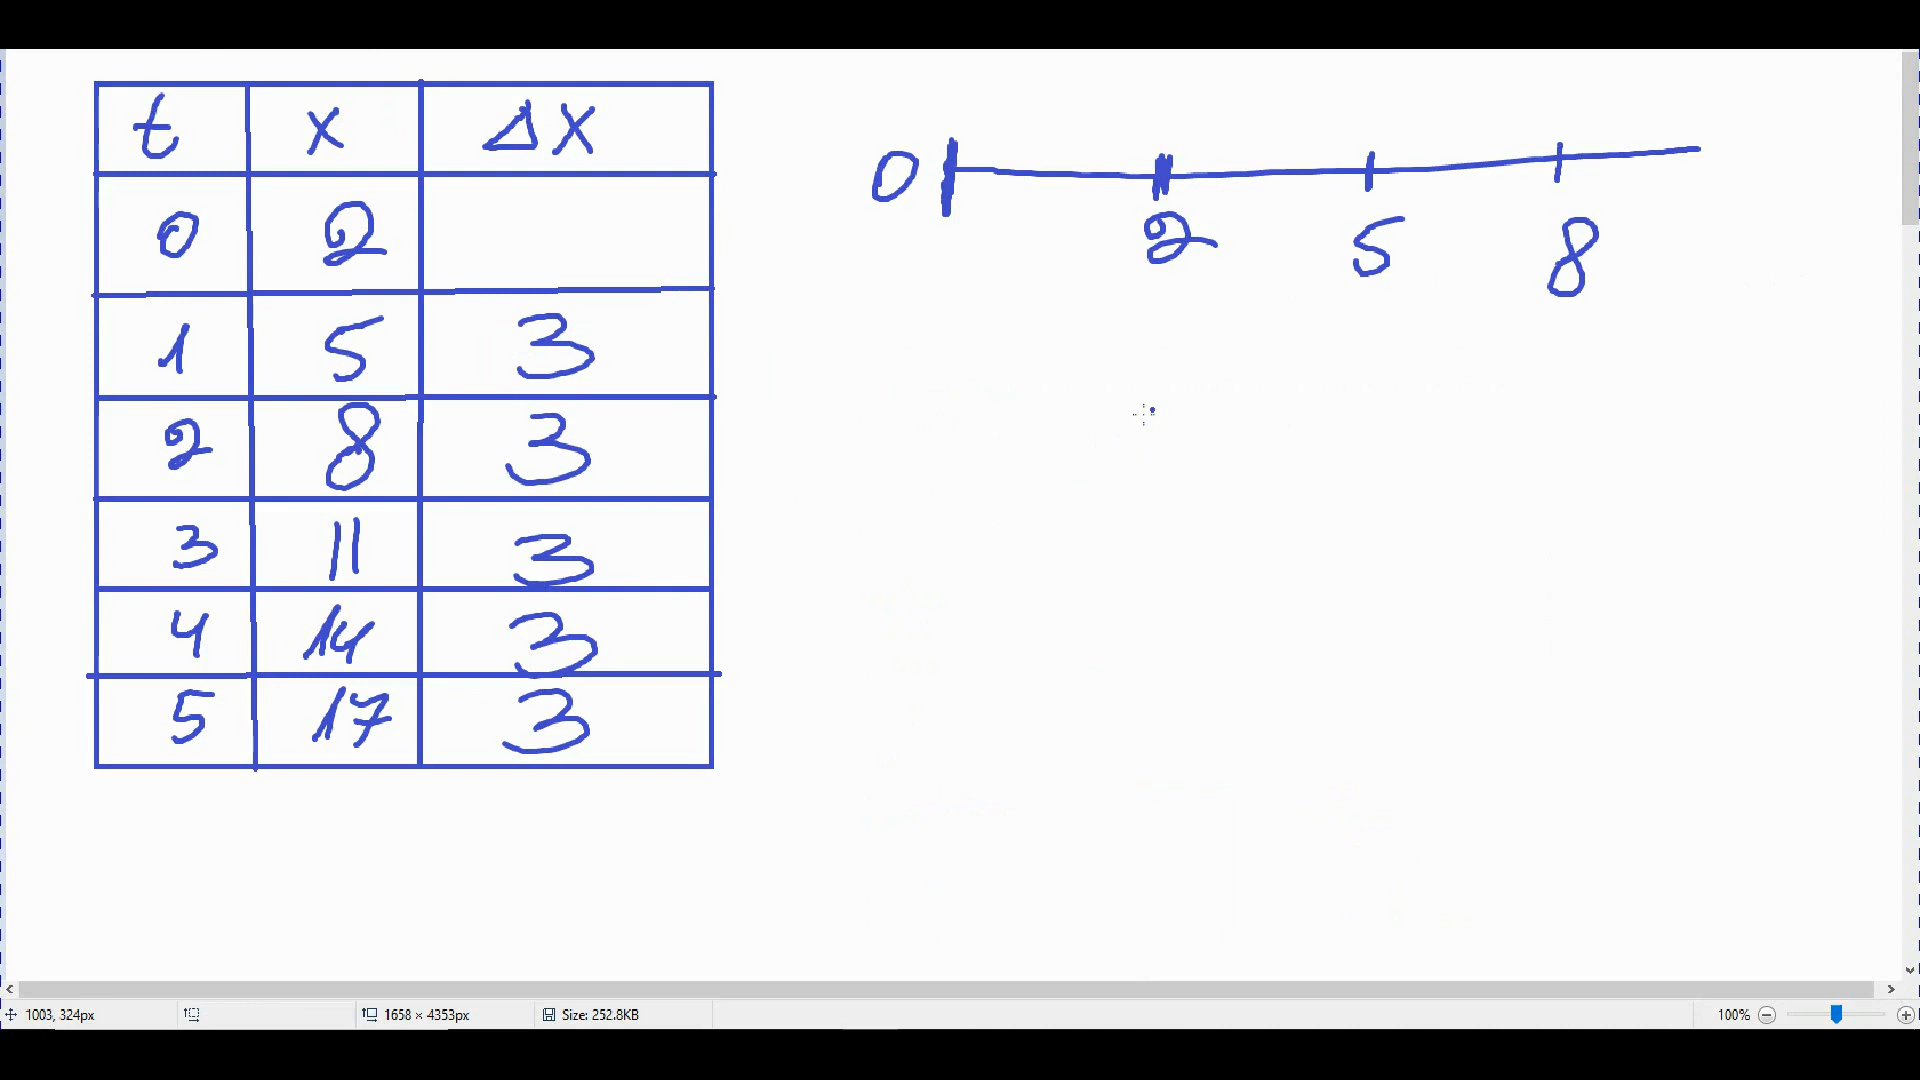 t x ΔX
0 2
1 5 3
2 8 3
3 11 3
4 14 3
5 17 3
0
2 5 8
1003, 324px 1658 × 4353px Size: 252.8KB 100%